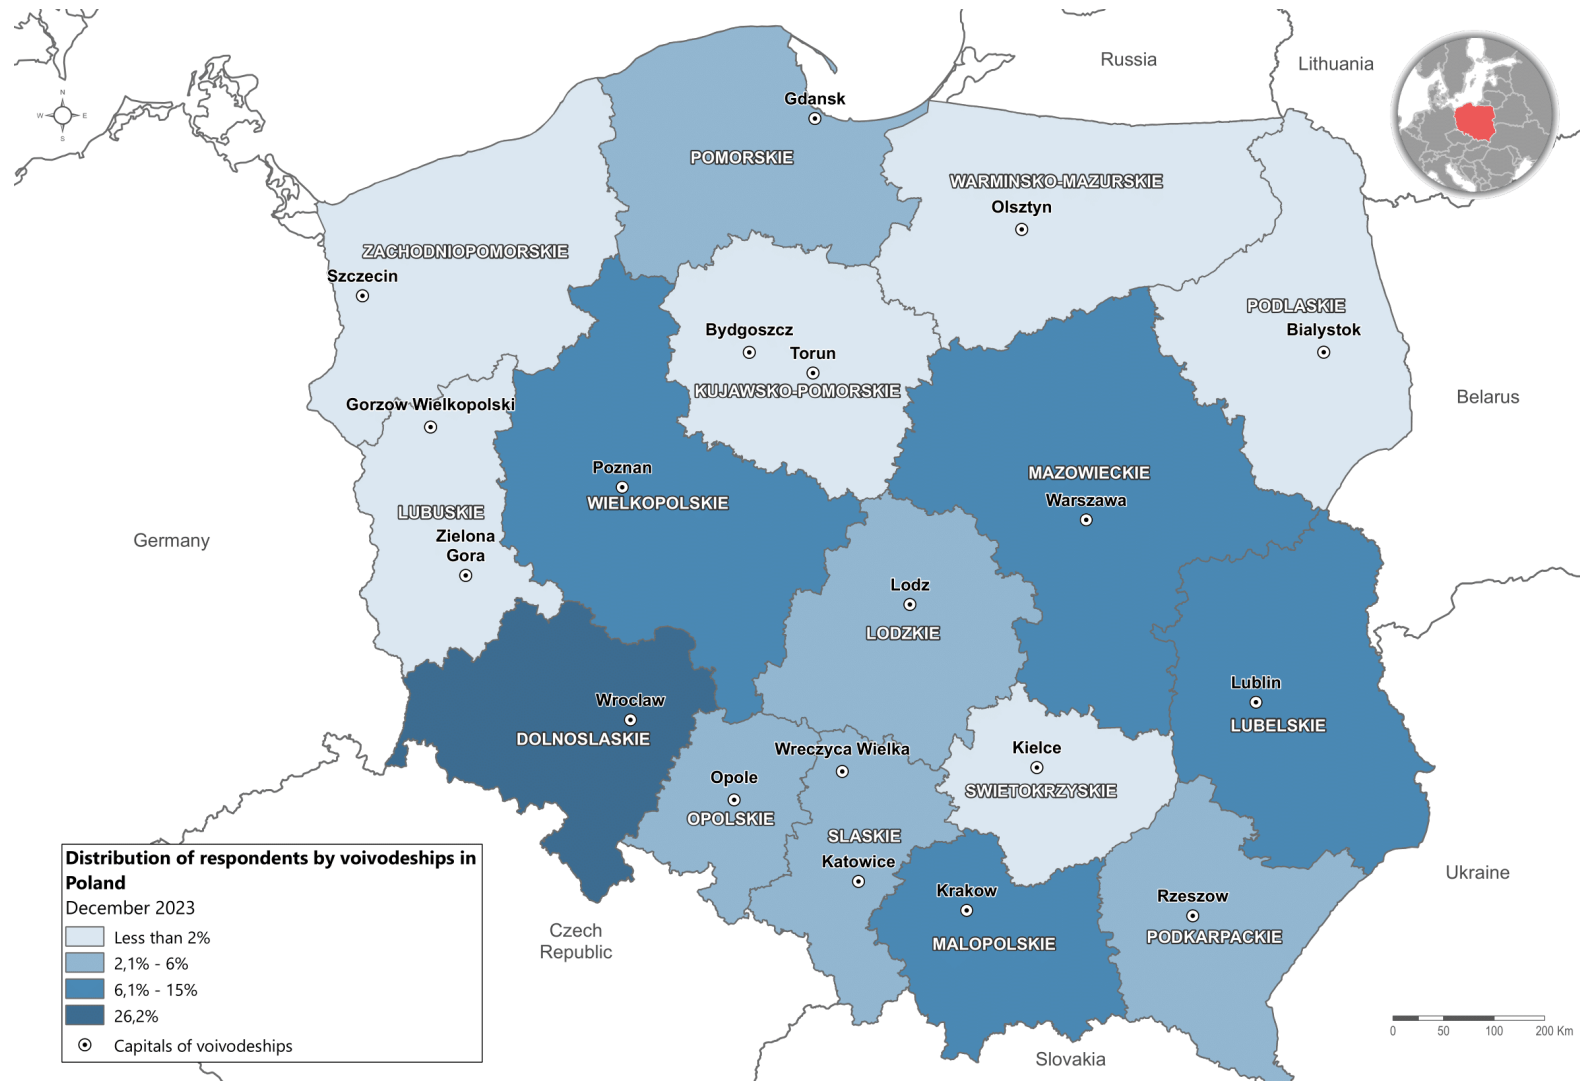 Russia
Lithuania
N
W
E
S
Gdansk
POMORSKIE
WARMINSKO-MAZURSKIE
Olsztyn
ZACHODNIOPOMORSKIE
Szczecin
PODLASKIE
Bialystok
Bydgoszcz
Torun
KUJAWSKO-POMORSKIE
Belarus
Gorzow Wielkopolski
Poznan
WIELKOPOLSKIE
MAZOWIECKIE
Warszawa
LUBUSKIE
Zielona
Gora
Germany
Lodz
LODZKIE
Lublin
LUBELSKIE
Wroclaw
DOLNOSLASKIE
Wreczyca Wielka
Kielce
SWIETOKRZYSKIE
Opole
OPOLSKIE
SLASKIE
Katowice
Krakow
MALOPOLSKIE
Rzeszow
PODKARPACKIE
Ukraine
Czech
Republic
Slovakia
Distribution of respondents by voivodeships in
Poland
December 2023
Less than 2%
2,1% - 6%
6,1% - 15%
26,2%
Capitals of voivodeships
0 50 100 200 Km